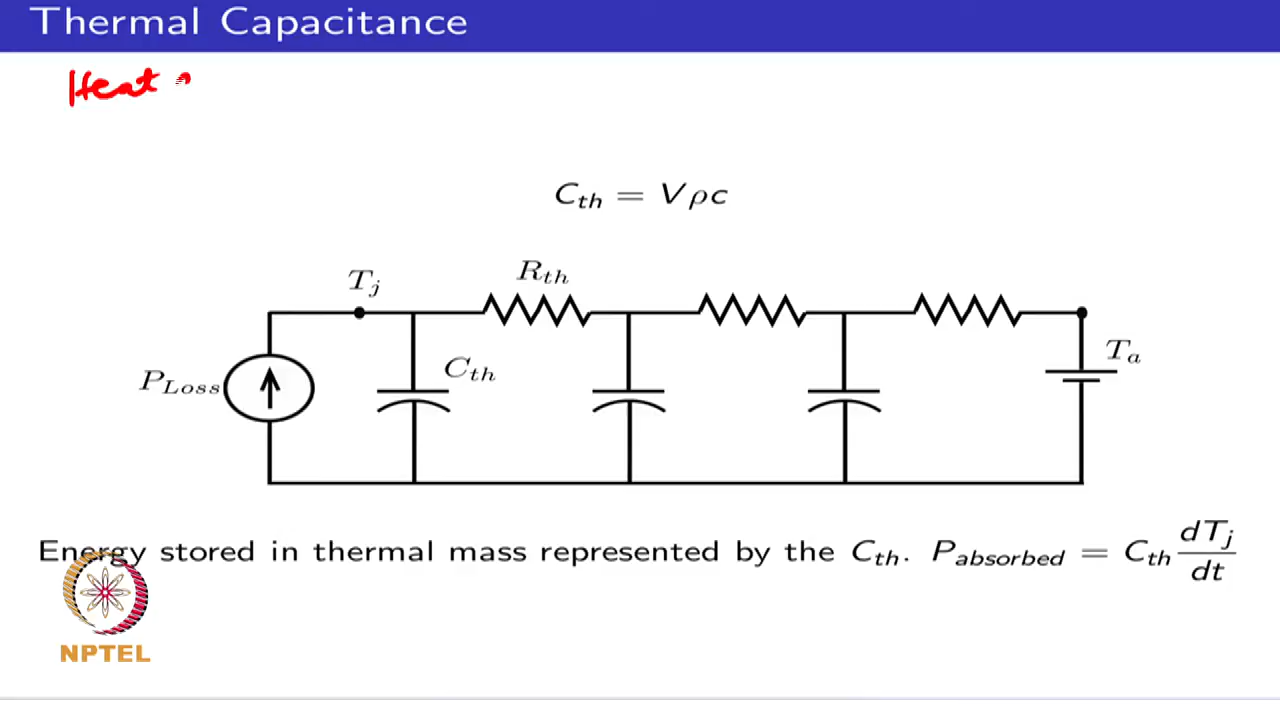 Thermal Capacitance
Heat
C_th = Vρc
T_j
R_th
C_th
P_Loss
T_a
Energy stored in thermal mass represented by the C_th. P_absorbed = C_th dT_j/dt
NPTEL